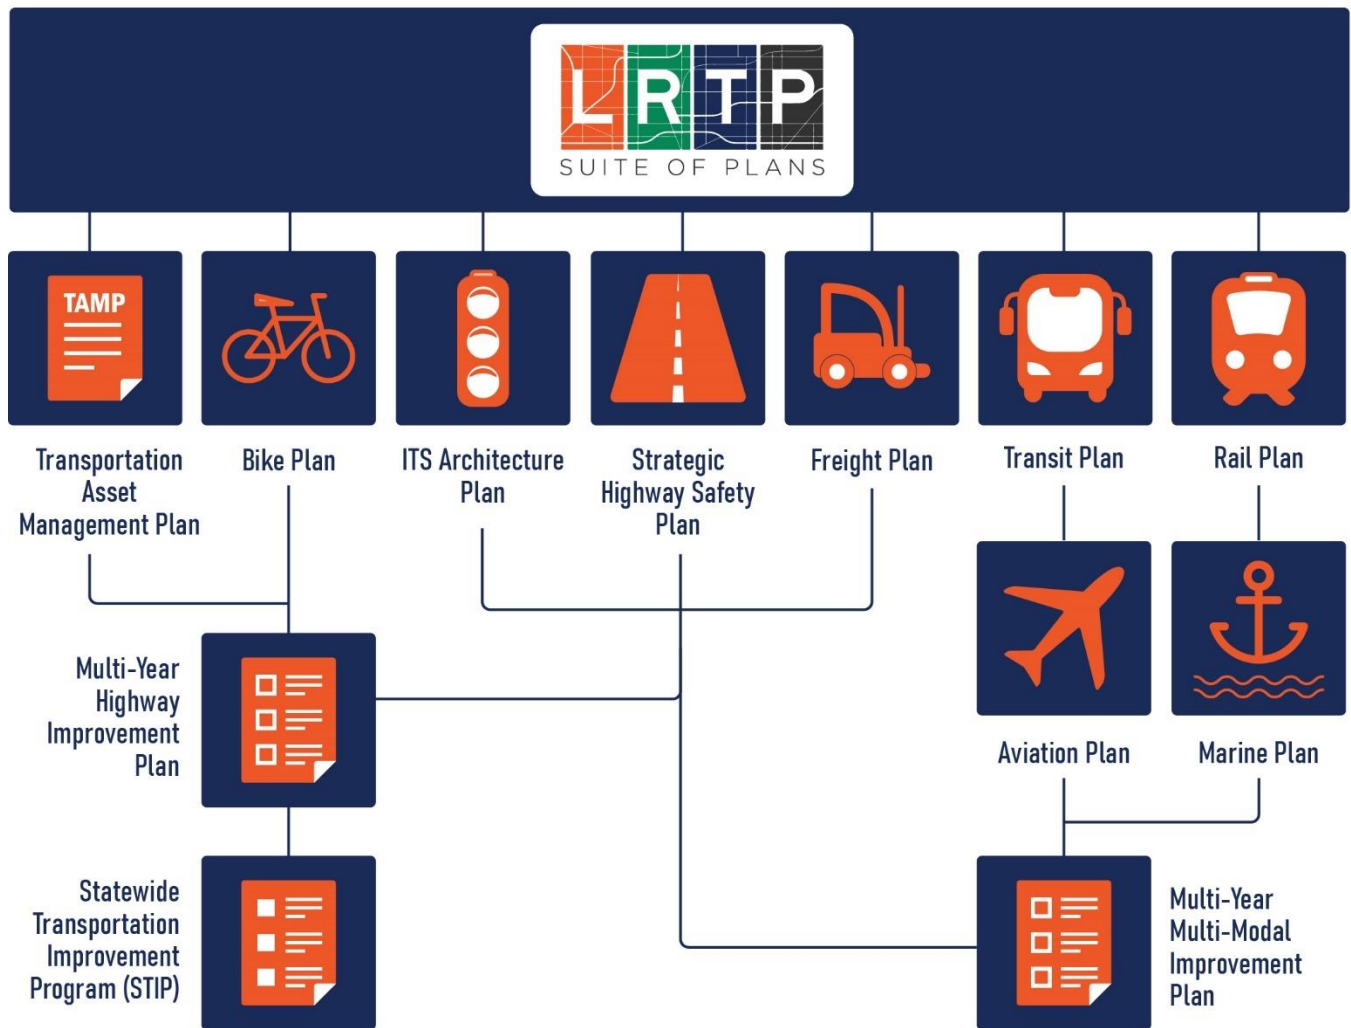 LRTP
SUITE OF PLANS
TAMP
Transportation
Asset
Management Plan
Bike Plan
ITS Architecture
Plan
Strategic
Highway Safety
Plan
Freight Plan
Transit Plan
Rail Plan
Multi-Year
Highway
Improvement
Plan
Aviation Plan
Marine Plan
Statewide
Transportation
Improvement
Program (STIP)
Multi-Year
Multi-Modal
Improvement
Plan